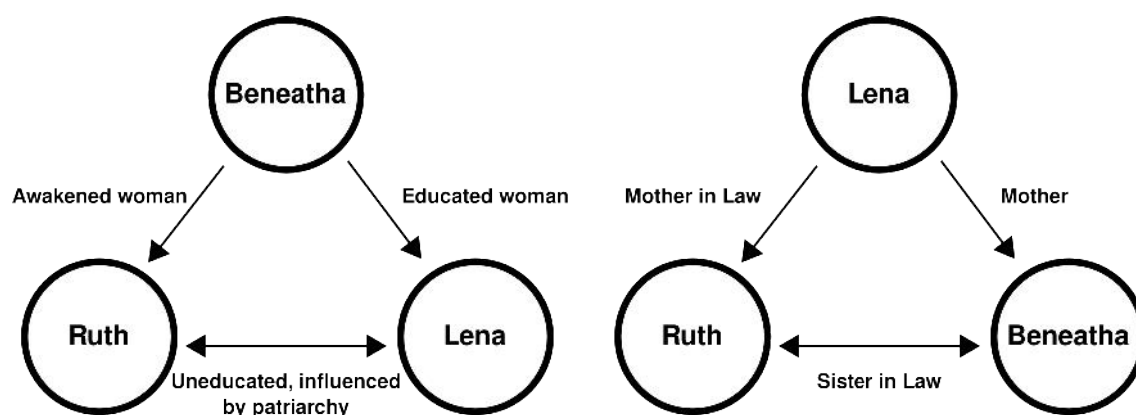 Beneatha
Awakened woman
Educated woman
Ruth
Lena
Uneducated, influenced
by patriarchy
Lena
Mother in Law
Mother
Ruth
Beneatha
Sister in Law